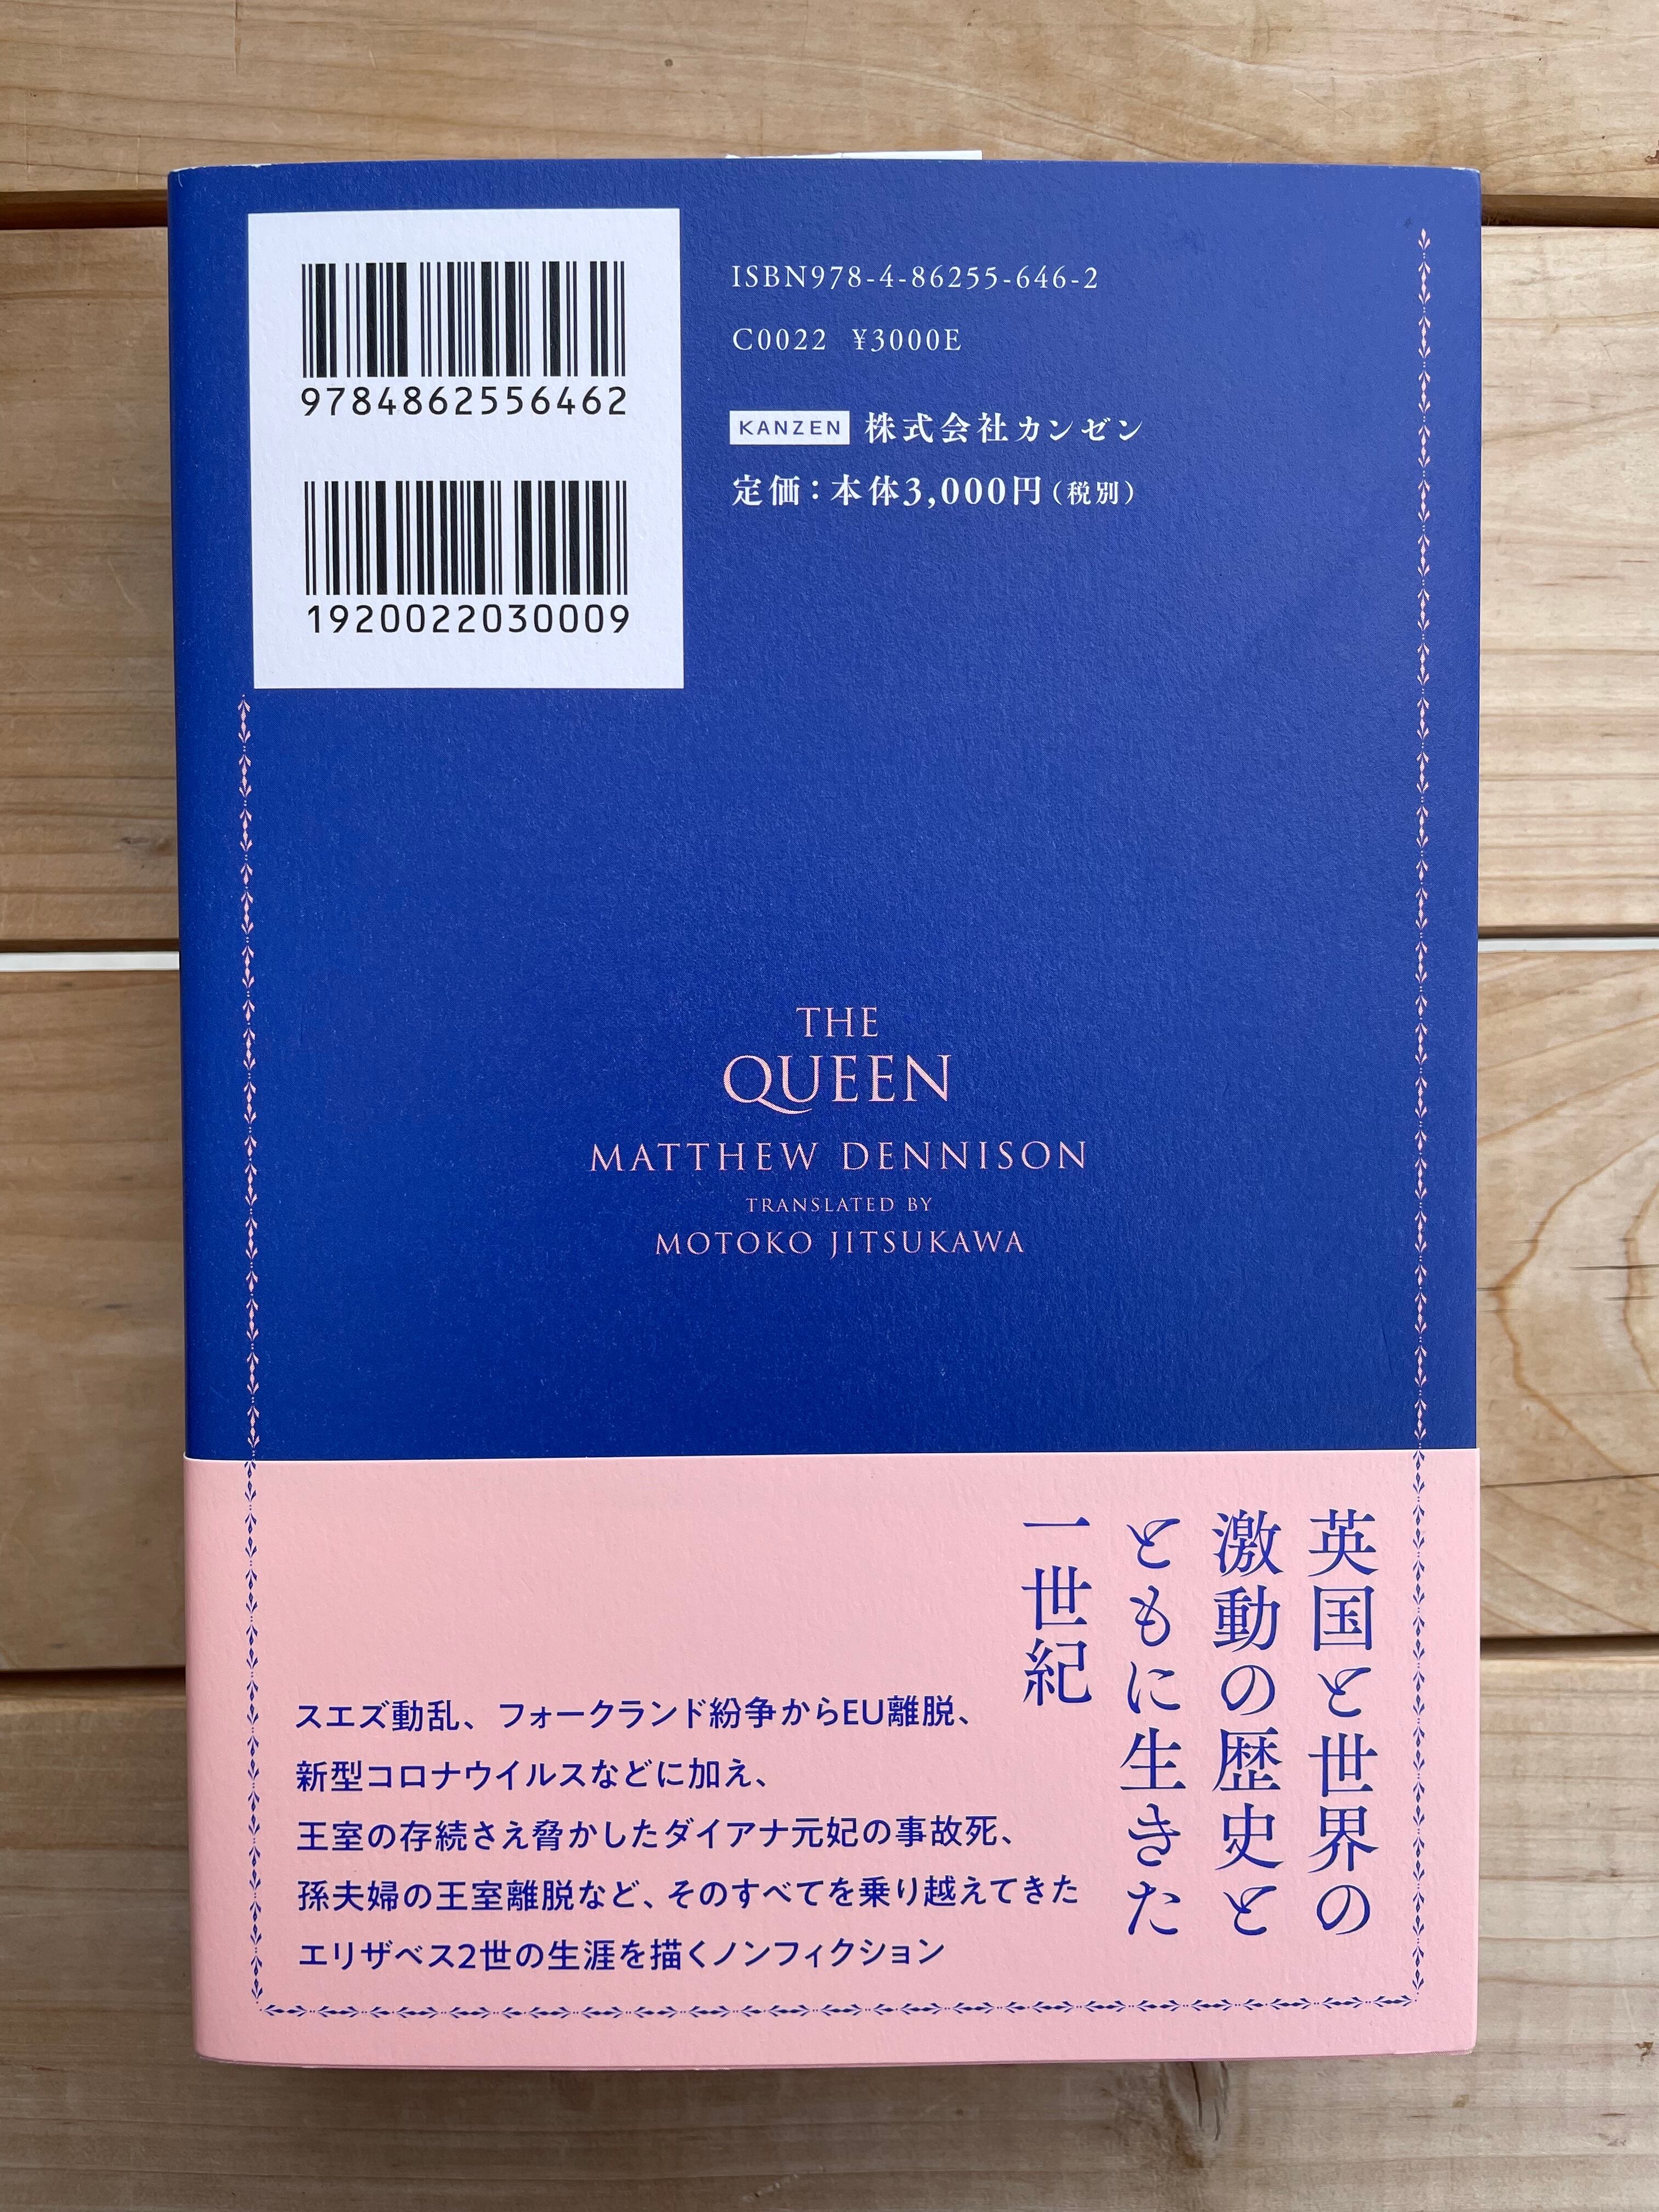 9784862556462
1920022030009
ISBN978-4-86255-646-2
C0022 ¥3000E
KANZEN 株式会社カンゼン
定価：本体3,000円（税別）
THE
QUEEN
MATTHEW DENNISON
TRANSLATED BY
MOTOKO JITSUKAWA
英国と世界の
激動の歴史と
ともに生きた
一世紀
スエズ動乱、フォークランド紛争からEU離脱、
新型コロナウイルスなどに加え、
王室の存続さえ脅かしたダイアナ元妃の事故死、
孫夫婦の王室離脱など、そのすべてを乗り越えてきた
エリザベス2世の生涯を描くノンフィクション